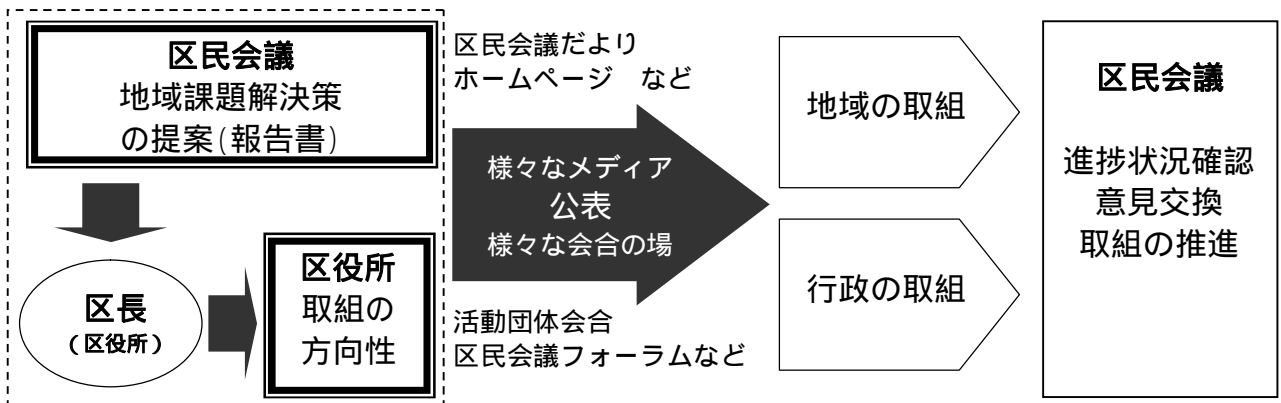 区民会議
地域課題解決策
の提案(報告書)
区長
(区役所)
区役所
取組の
方向性
区民会議だより
ホームページ　など
様々なメディア
公表
様々な会合の場
活動団体会合
区民会議フォーラムなど
地域の取組
行政の取組
区民会議
進捗状況確認
意見交換
取組の推進